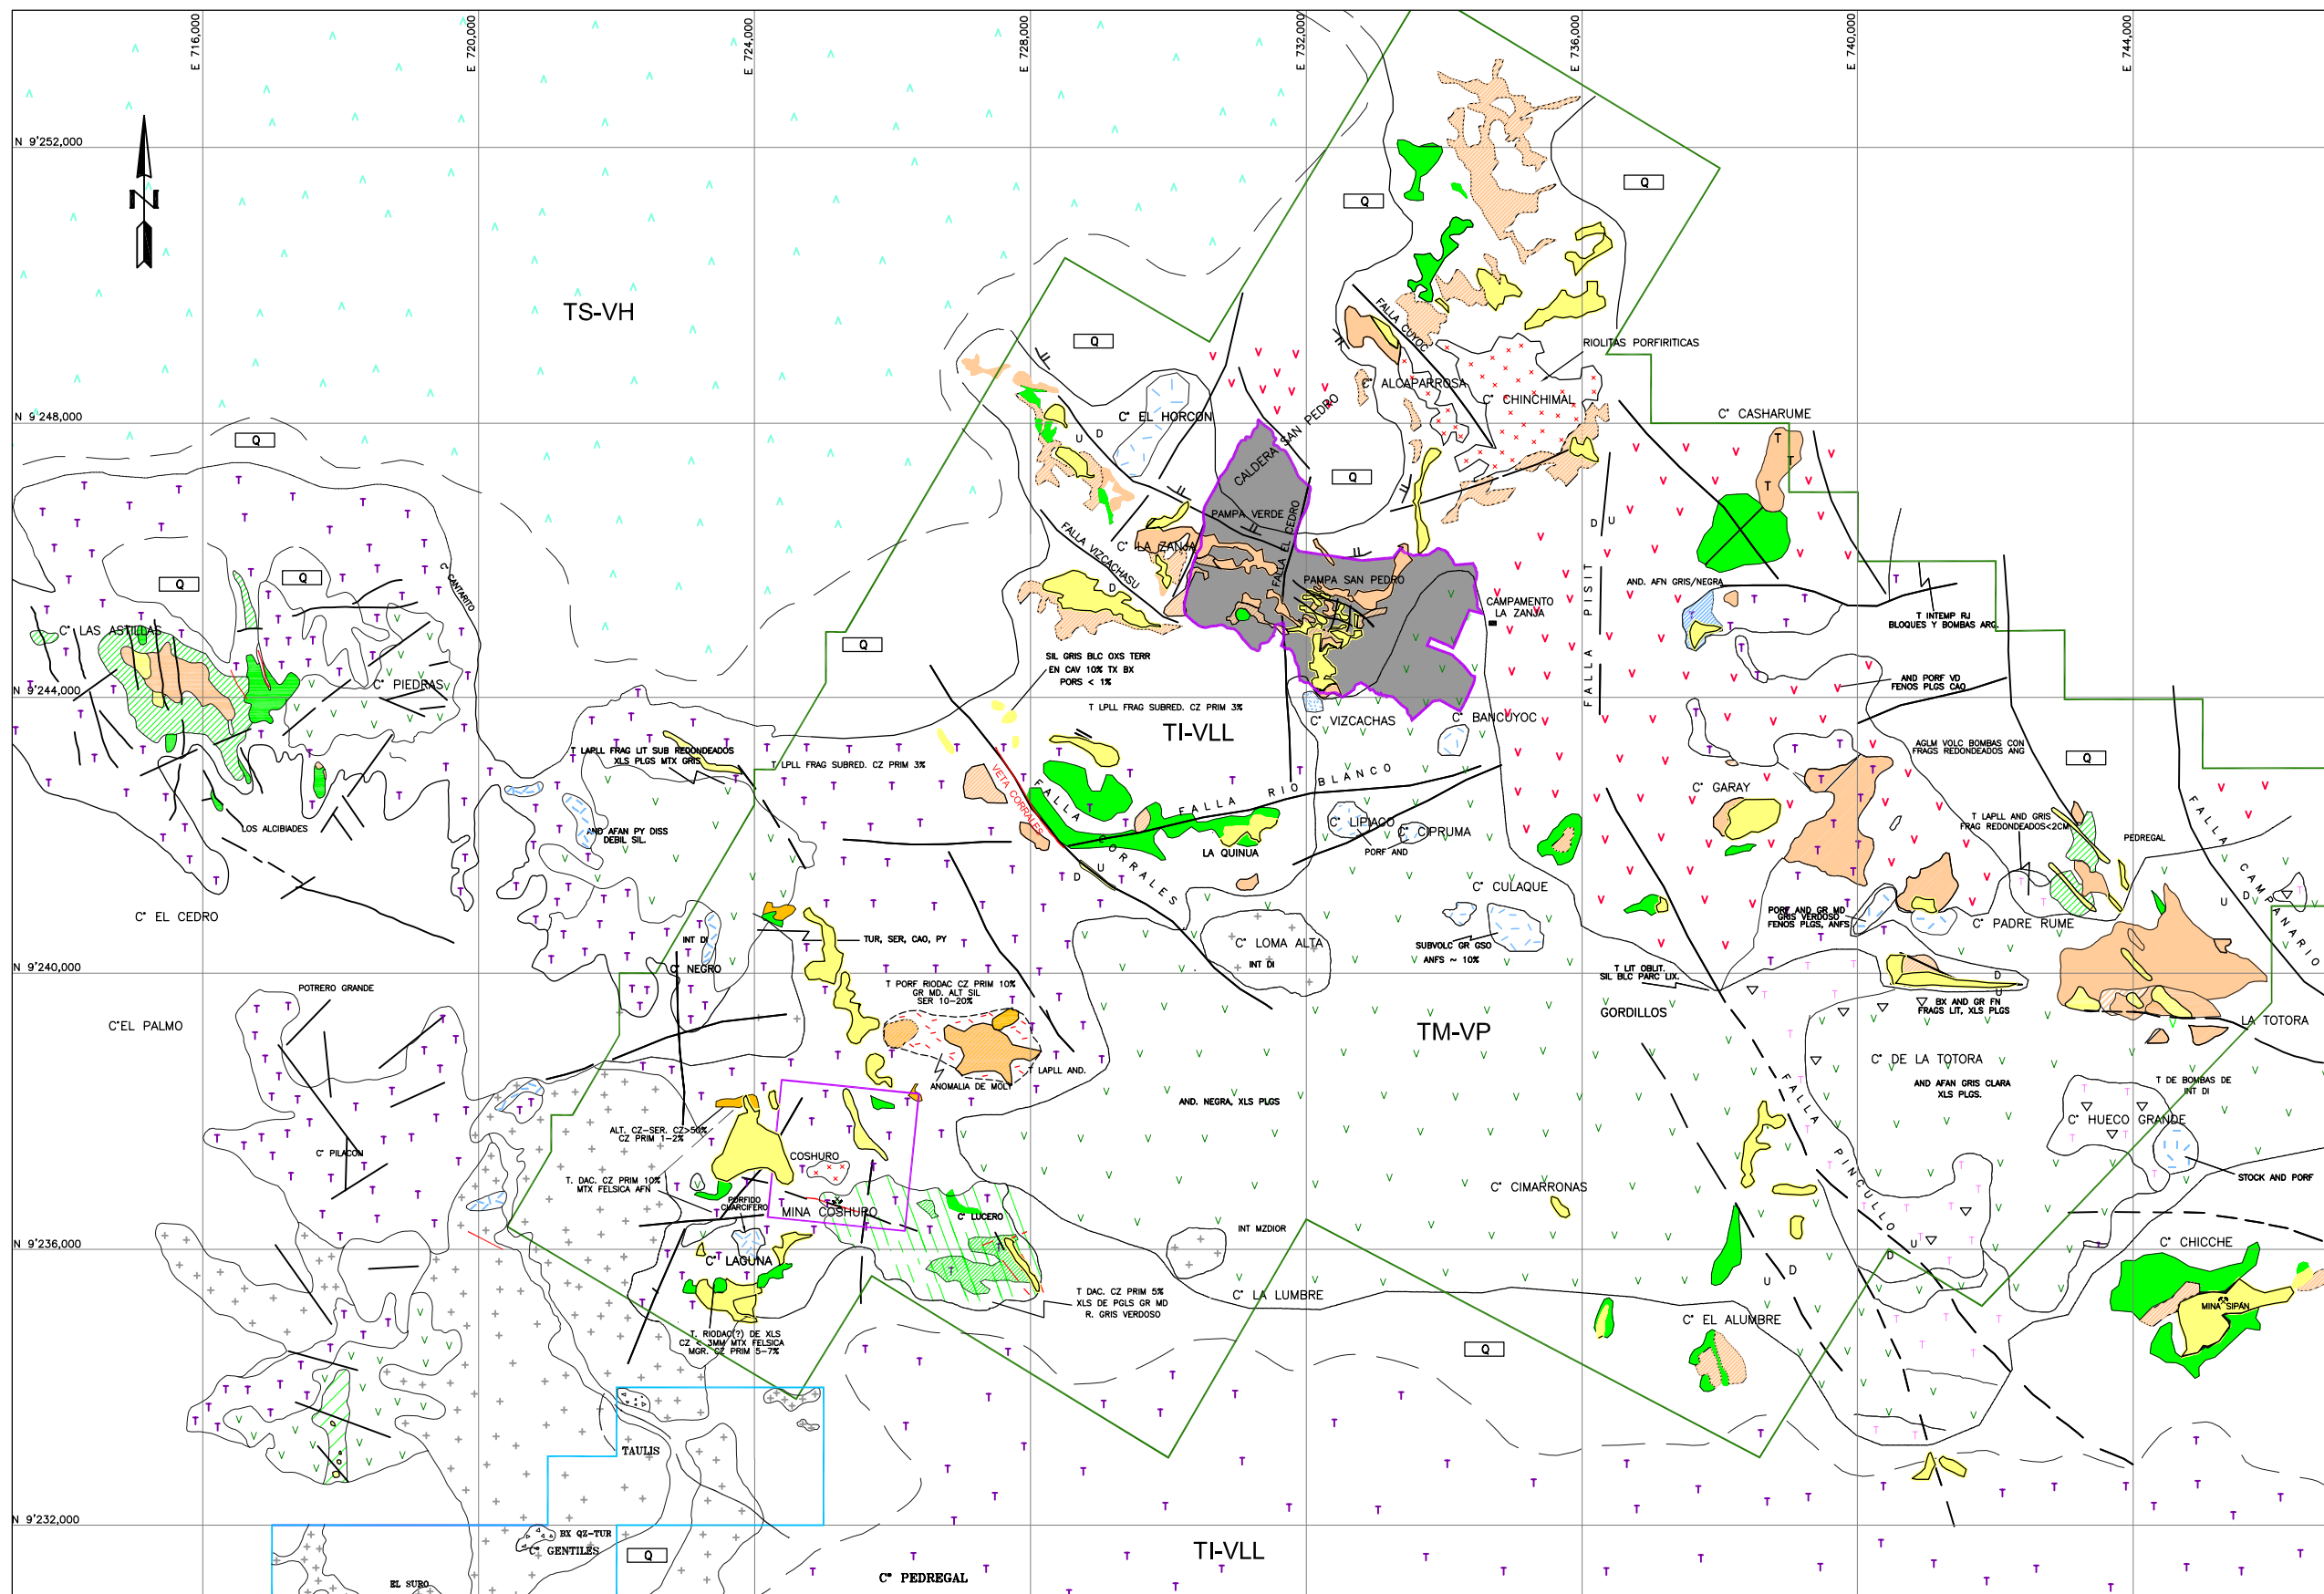 E 716,000
E 720,000
E 724,000
E 728,000
E 732,000
E 736,000
E 740,000
E 744,000
N 9'252,000
N
Q
Q
TS-VH
Q
FALLA CUYOC
RIOLITAS PORFIRITICAS
C° ALCAPARROSA
C° CHINCHIMAL
C° EL HORCON
C° CASHARUME
N 9'248,000
Q
U D
CALDERA SAN PEDRO
Q
PAMPA VERDE
FALLA EL CEDRO
C° LA ZANJA
FALLA VIZCACHASU
D
D U
FALLA PISIT
PAMPA SAN PEDRO
CAMPAMENTO
LA ZANJA
AND. AFN GRIS/NEGRA
T INTEMP RJ
BLOQUES Y BOMBAS ARG.
Q
Q
C° CANTARITO
C° LAS ASTILLAS
Q
SIL GRIS BLC OXS TERR
EN CAV 10% TX BX
PORS < 1%
C° PIEDRAS
N 9'244,000
AND PORF VD
FENOS PLGS CAO
T LPLL FRAG SUBRED. CZ PRIM 3%
C° VIZCACHAS
C° BANCUYOC
TI-VLL
T LAPLL FRAG LIT SUB REDONDEADOS
XLS PLGS MTX GRIS
T LPLL FRAG SUBRED. CZ PRIM 3%
AGLM VOLC BOMBAS CON
FRAGS REDONDEADOS ANG
Q
VETA CORRALES
FALLA CORRALES
FALLA RIO BLANCO
C° GARAY
FALLA CAMPANARIO
LOS ALCIBIADES
AND AFAN PY DISS
DEBIL SIL.
C° LIPIACO
C° CIPRUMA
PORF AND
LA QUINUA
T LAPLL AND GRIS
FRAG REDONDEADOS<2CM
PEDREGAL
D U
C° CULAQUE
U D
C° EL CEDRO
PORF AND GR MD
GRIS VERDOSO
FENOS PLGS, ANFS
C° PADRE RUME
INT DI
TUR, SER, CAO, PY
C° LOMA ALTA
INT DI
SUBVOLC GR GSO
ANFS ~ 10%
N 9'240,000
C° NEGRO
T LIT OBLIT.
SIL BLC PARC LIX.
D
U
POTRERO GRANDE
T PORF RIODAC CZ PRIM 10%
GR MD. ALT SIL
SER 10-20%
BX AND GR FN
FRAGS LIT, XLS PLGS
GORDILLOS
C°EL PALMO
TM-VP
LA TOTORA
C° DE LA TOTORA
T LAPLL AND.
ANOMALIA DE MOLY
AND AFAN GRIS CLARA
XLS PLGS.
T DE BOMBAS DE
INT DI
AND. NEGRA, XLS PLGS
FALLA PINCULLO
C° HUECO GRANDE
ALT. CZ-SER. CZ>50%
CZ PRIM 1-2%
C° PILACON
COSHURO
T. DAC. CZ PRIM 10%
MTX FELSICA AFN
STOCK AND PORF
C° CIMARRONAS
PORFIDO
CUARCIFERO
MINA COSHURO
C° LUCERO
INT MZDIOR
N 9'236,000
D U
C° CHICCHE
C° LAGUNA
U D
T DAC. CZ PRIM 5%
XLS DE PGLS GR MD
R. GRIS VERDOSO
C° LA LUMBRE
MINA SIPÁN
C° EL ALUMBRE
T. RIODAC(?) DE XLS
CZ < 3MM MTX FELSICA
MGR. CZ PRIM 5-7%
Q
TAULIS
N 9'232,000
BX QZ-TUR
C° GENTILES
Q
TI-VLL
EL SURO
C° PEDREGAL